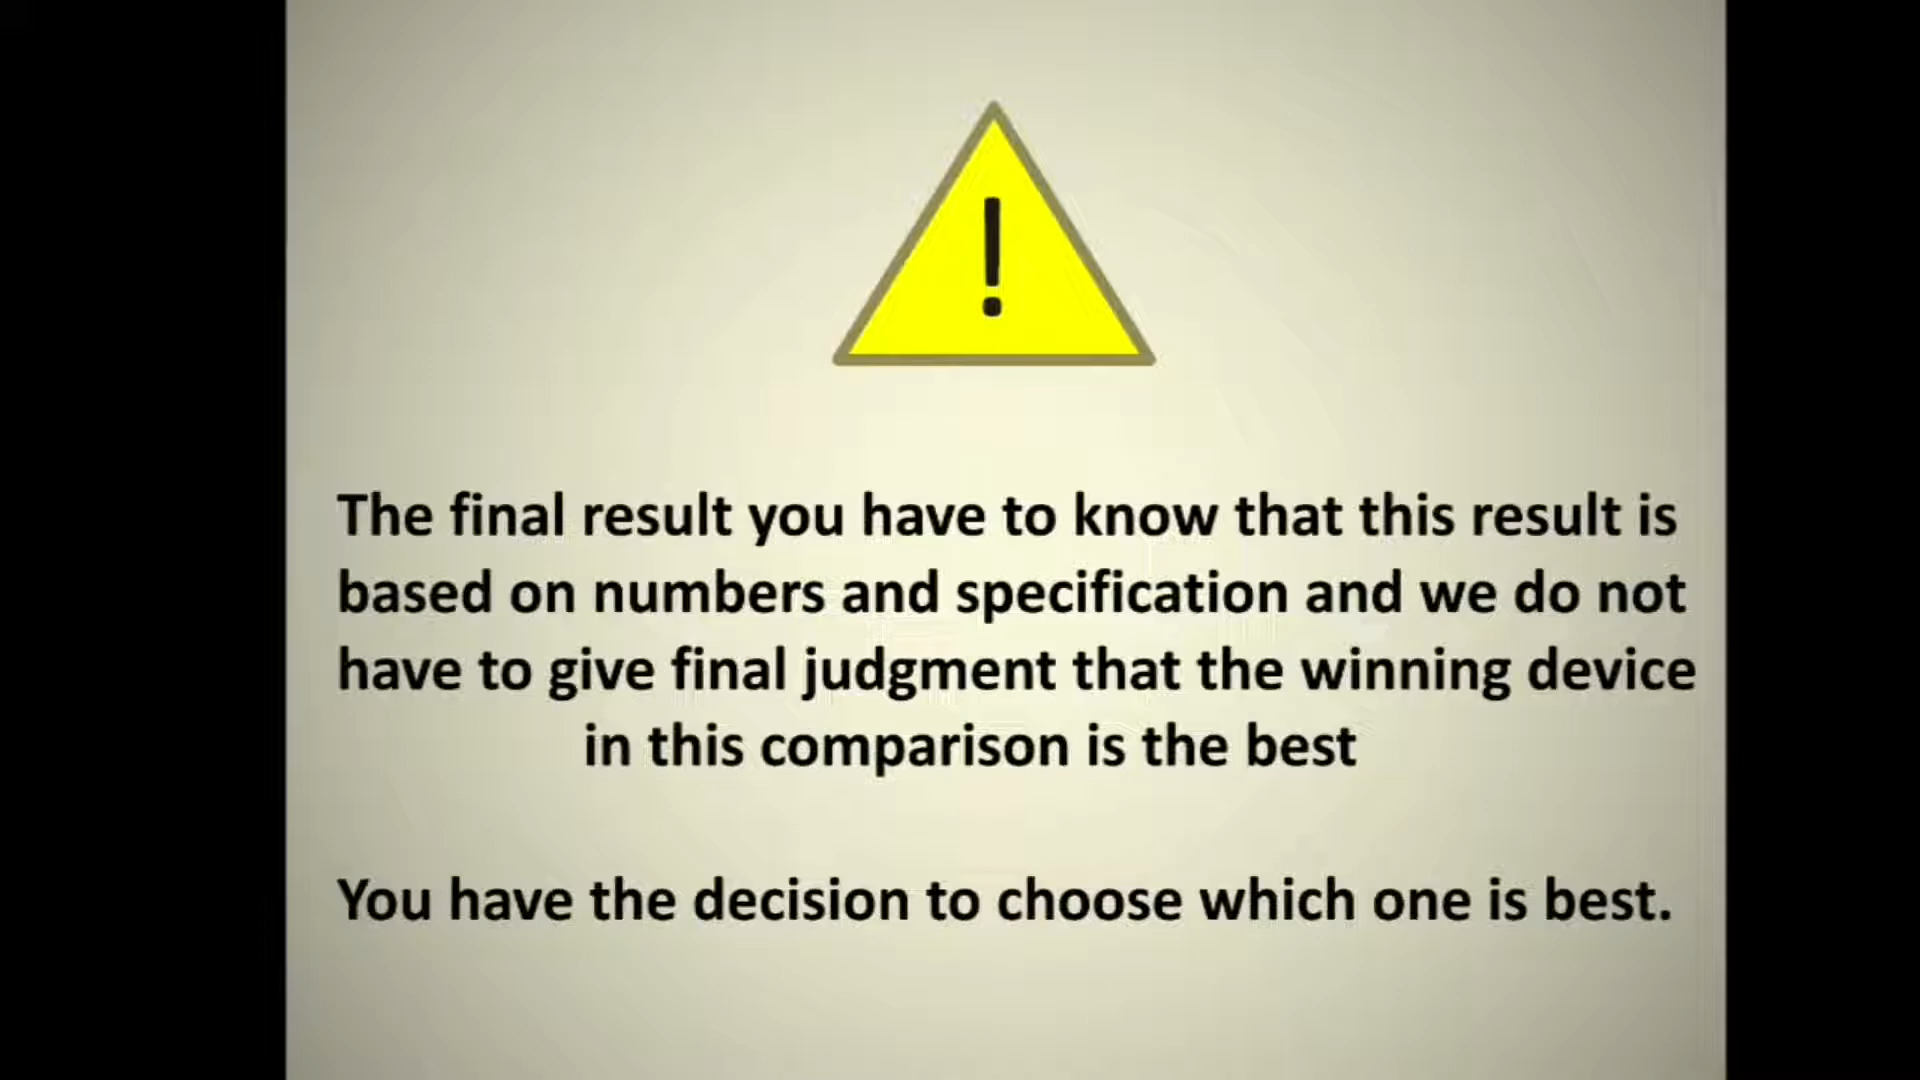 !
The final result you have to know that this result is
based on numbers and specification and we do not
have to give final judgment that the winning device
in this comparison is the best
You have the decision to choose which one is best.